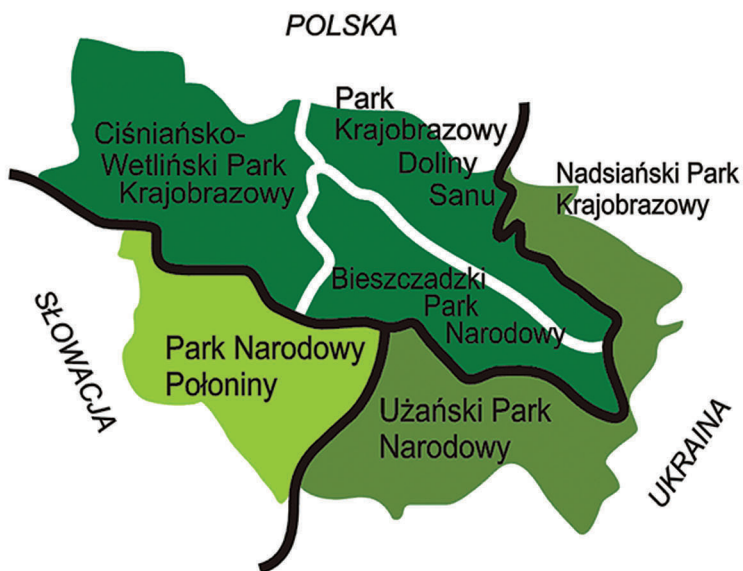 POLSKA
Ciśniańsko-
Wetliński Park
Krajobrazowy
Park
Krajobrazowy
Doliny
Sanu
Nadsiański Park
Krajobrazowy
Bieszczadzki
Park
Narodowy
SŁOWACJA
Park Narodowy
Połoniny
Użański Park
Narodowy
UKRAINA